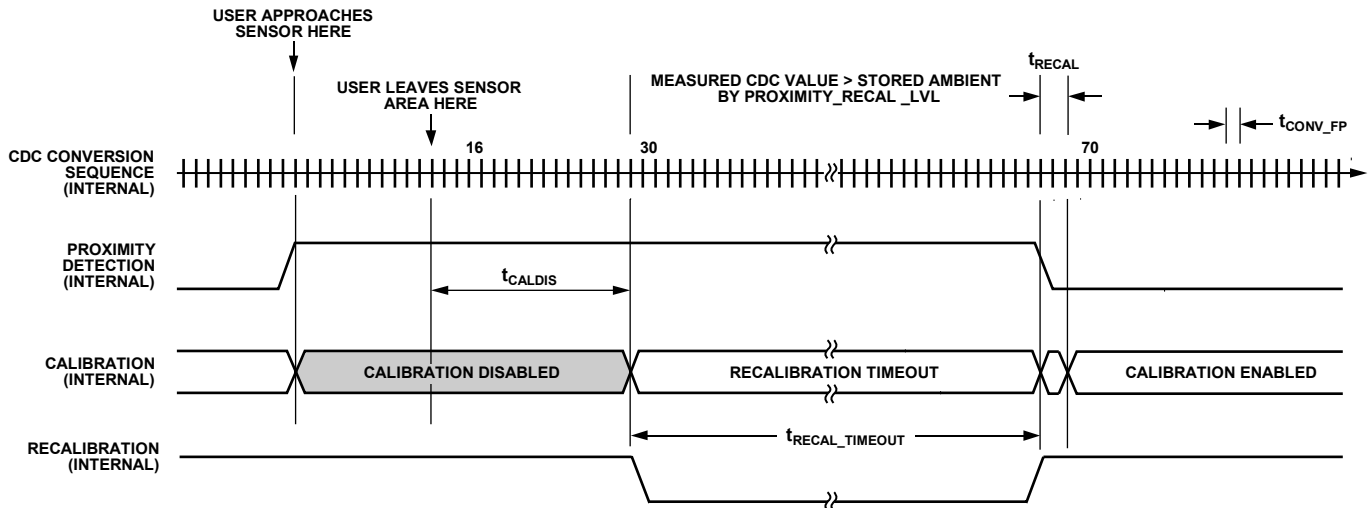 USER APPROACHES
SENSOR HERE
USER LEAVES SENSOR
AREA HERE
MEASURED CDC VALUE > STORED AMBIENT
BY PROXIMITY_RECAL _LVL
tRECAL
tCONV_FP
CDC CONVERSION
SEQUENCE
(INTERNAL)
16
30
70
PROXIMITY
DETECTION
(INTERNAL)
tCALDIS
CALIBRATION
(INTERNAL)
CALIBRATION DISABLED
RECALIBRATION TIMEOUT
CALIBRATION ENABLED
RECALIBRATION
(INTERNAL)
tRECAL_TIMEOUT